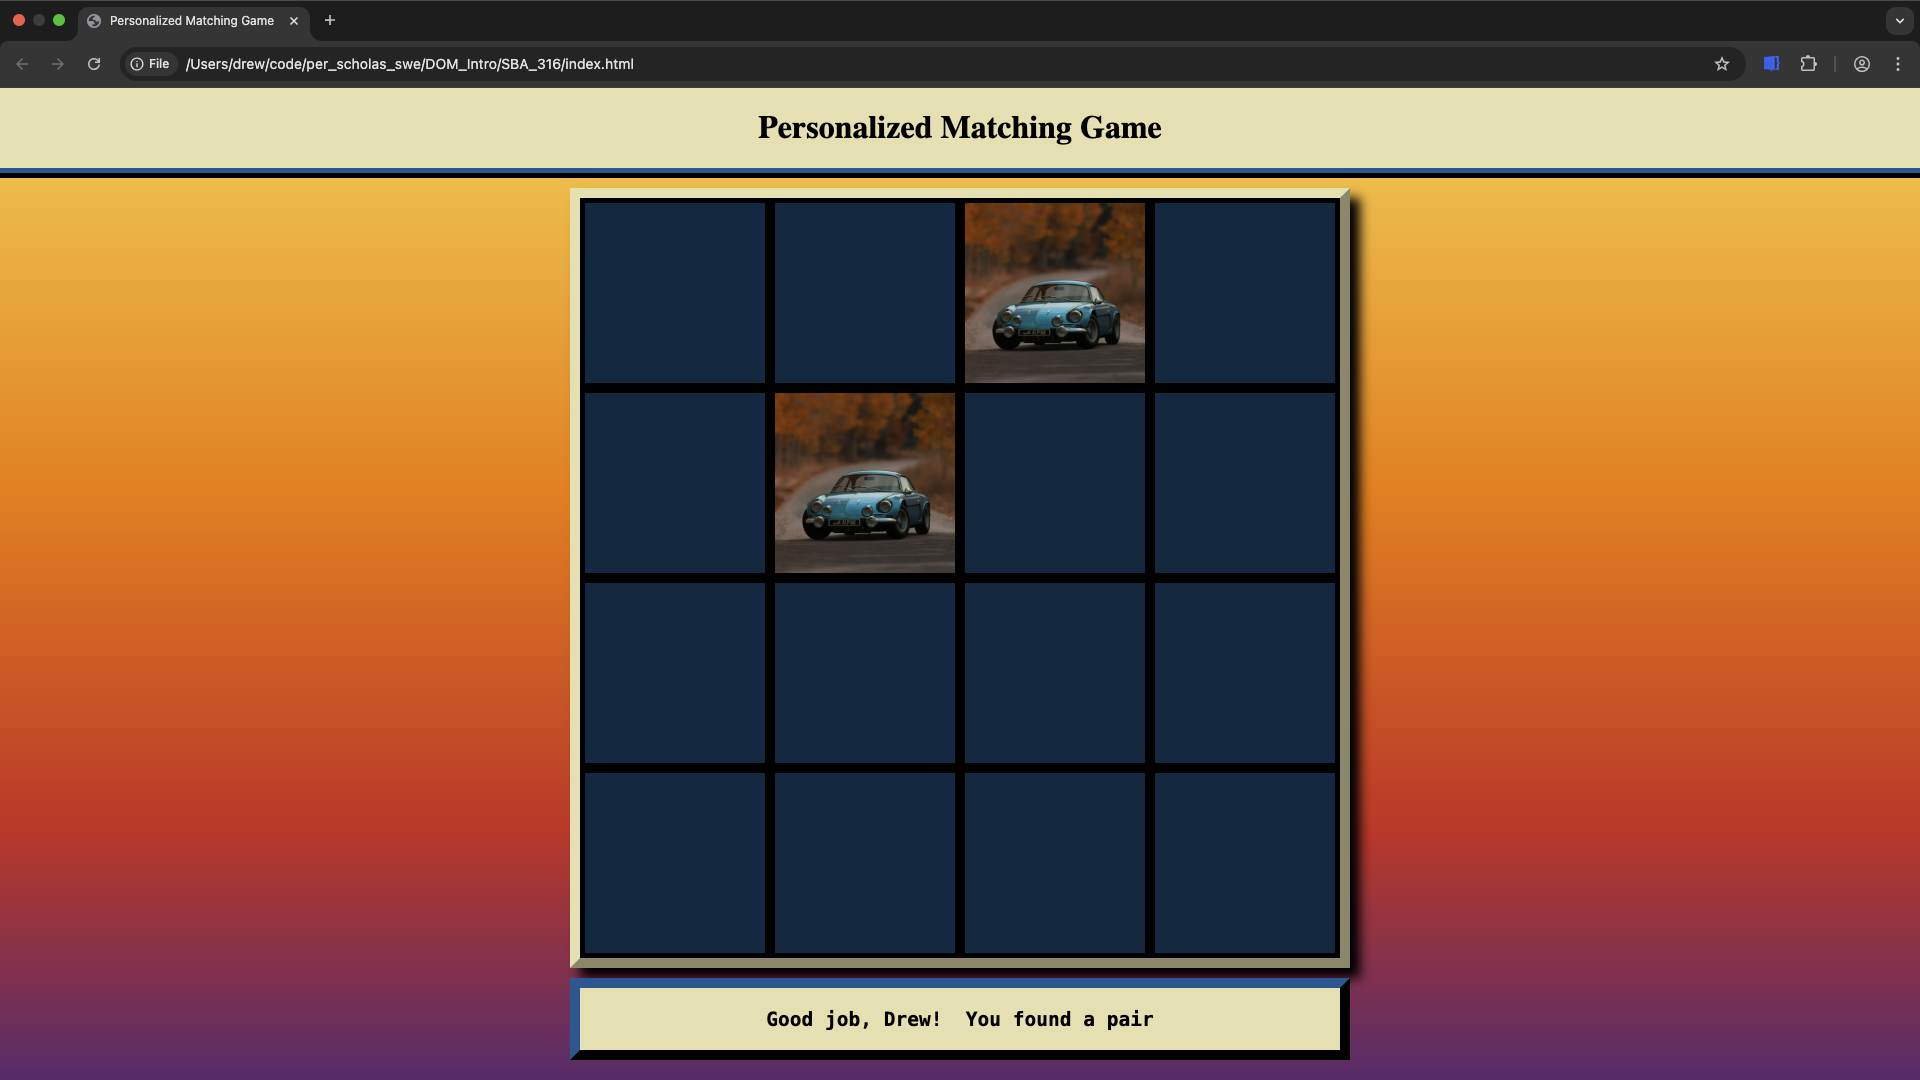 Personalized Matching Game
File
/Users/drew/code/per_scholas_swe/DOM_Intro/SBA_316/index.html
Personalized Matching Game
Good job, Drew!  You found a pair